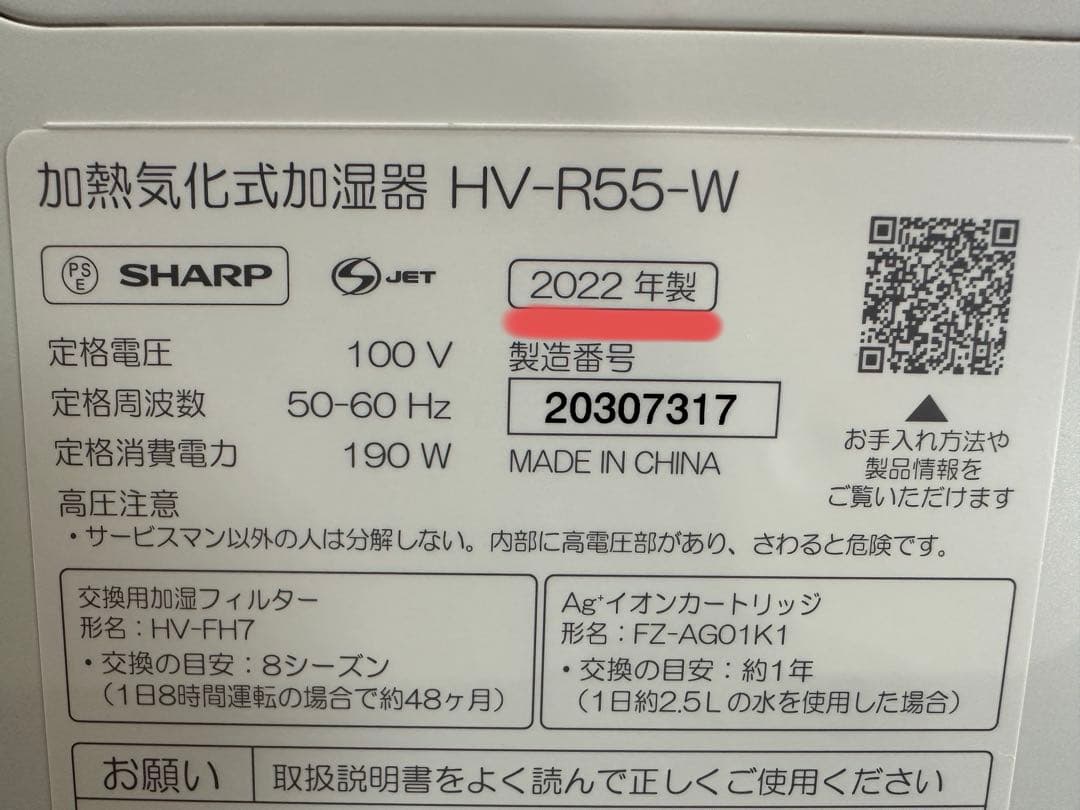 加熱気化式加湿器 HV-R55-W
PS
E
SHARP
S JET
2022 年製
定格電圧 100 V
製造番号
定格周波数 50-60 Hz
20307317
定格消費電力 190 W
MADE IN CHINA
お手入れ方法や
製品情報を
ご覧いただけます
高圧注意
・サービスマン以外の人は分解しない。内部に高電圧部があり、さわると危険です。
交換用加湿フィルター
形名：HV-FH7
・交換の目安：8シーズン
（1日8時間運転の場合で約48ヶ月）
Ag⁺イオンカートリッジ
形名：FZ-AG01K1
・交換の目安：約1年
（1日約2.5Lの水を使用した場合）
お願い 取扱説明書をよく読んで正しくご使用ください